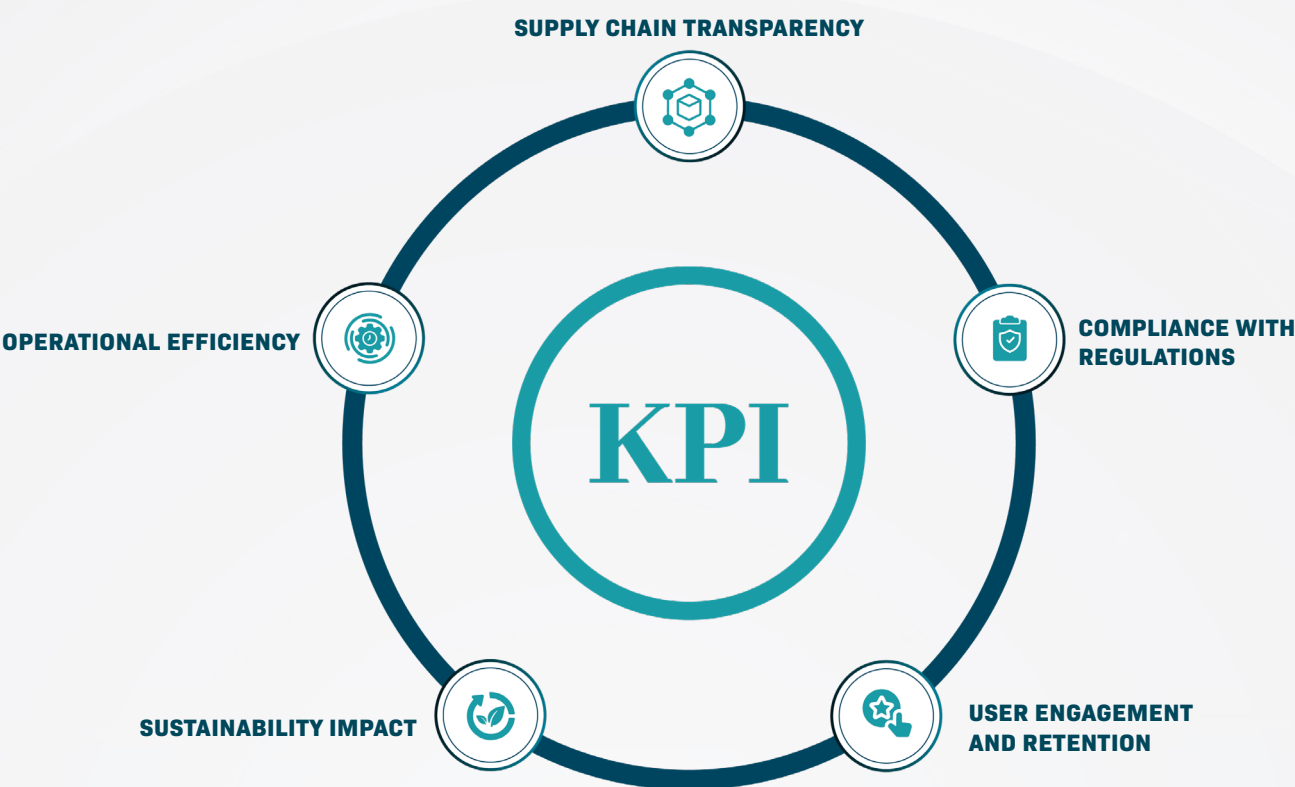 SUPPLY CHAIN TRANSPARENCY
OPERATIONAL EFFICIENCY
COMPLIANCE WITH
REGULATIONS
KPI
SUSTAINABILITY IMPACT
USER ENGAGEMENT
AND RETENTION